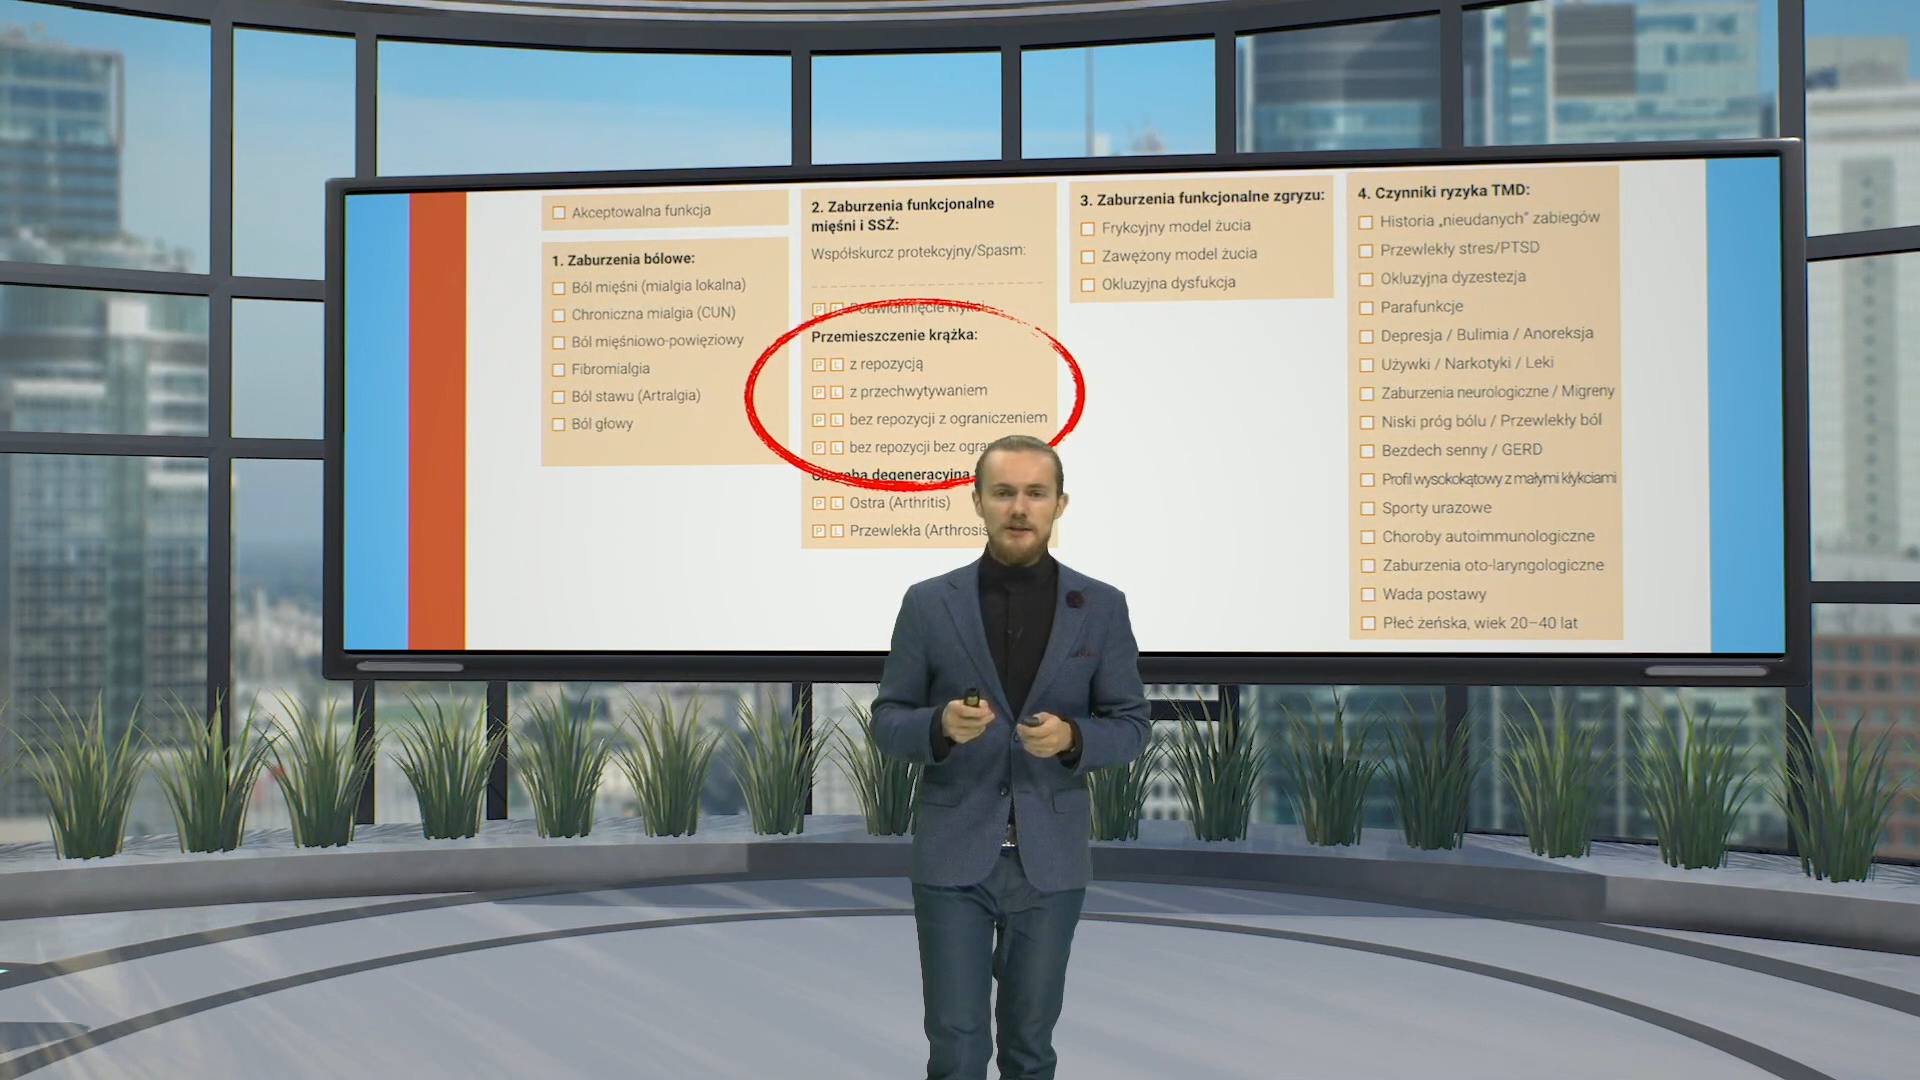 Akceptowalna funkcja
1. Zaburzenia bólowe:
Ból mięśni (mialgia lokalna)
Chroniczna mialgia (CUN)
Ból mięśniowo-powięziowy
Fibromialgia
Ból stawu (Artralgia)
Ból głowy
2. Zaburzenia funkcjonalne
mięśni i SSŻ:
Współskurcz protekcyjny/Spasm:
P L Podwichnięcie kłykci
Przemieszczenie krążka:
P L z repozycją
P L z przechwytywaniem
P L bez repozycji z ograniczeniem
P L bez repozycji bez
degeneracyjna
P L Ostra (Arthritis)
P L Przewlekła (Arthrosis
3. Zaburzenia funkcjonalne zgryzu:
Frykcyjny model żucia
Zawężony model żucia
Okluzyjna dysfukcja
4. Czynniki ryzyka TMD:
Historia „nieudanych” zabiegów
Przewlekły stres/PTSD
Okluzyjna dyzestezja
Parafunkcje
Depresja / Bulimia / Anoreksja
Używki / Narkotyki / Leki
Zaburzenia neurologiczne / Migreny
Niski próg bólu / Przewlekły ból
Bezdech senny / GERD
Profil wysokokątowy z małymi kłykciami
Sporty urazowe
Choroby autoimmunologiczne
Zaburzenia oto-laryngologiczne
Wada postawy
Płeć żeńska, wiek 20–40 lat